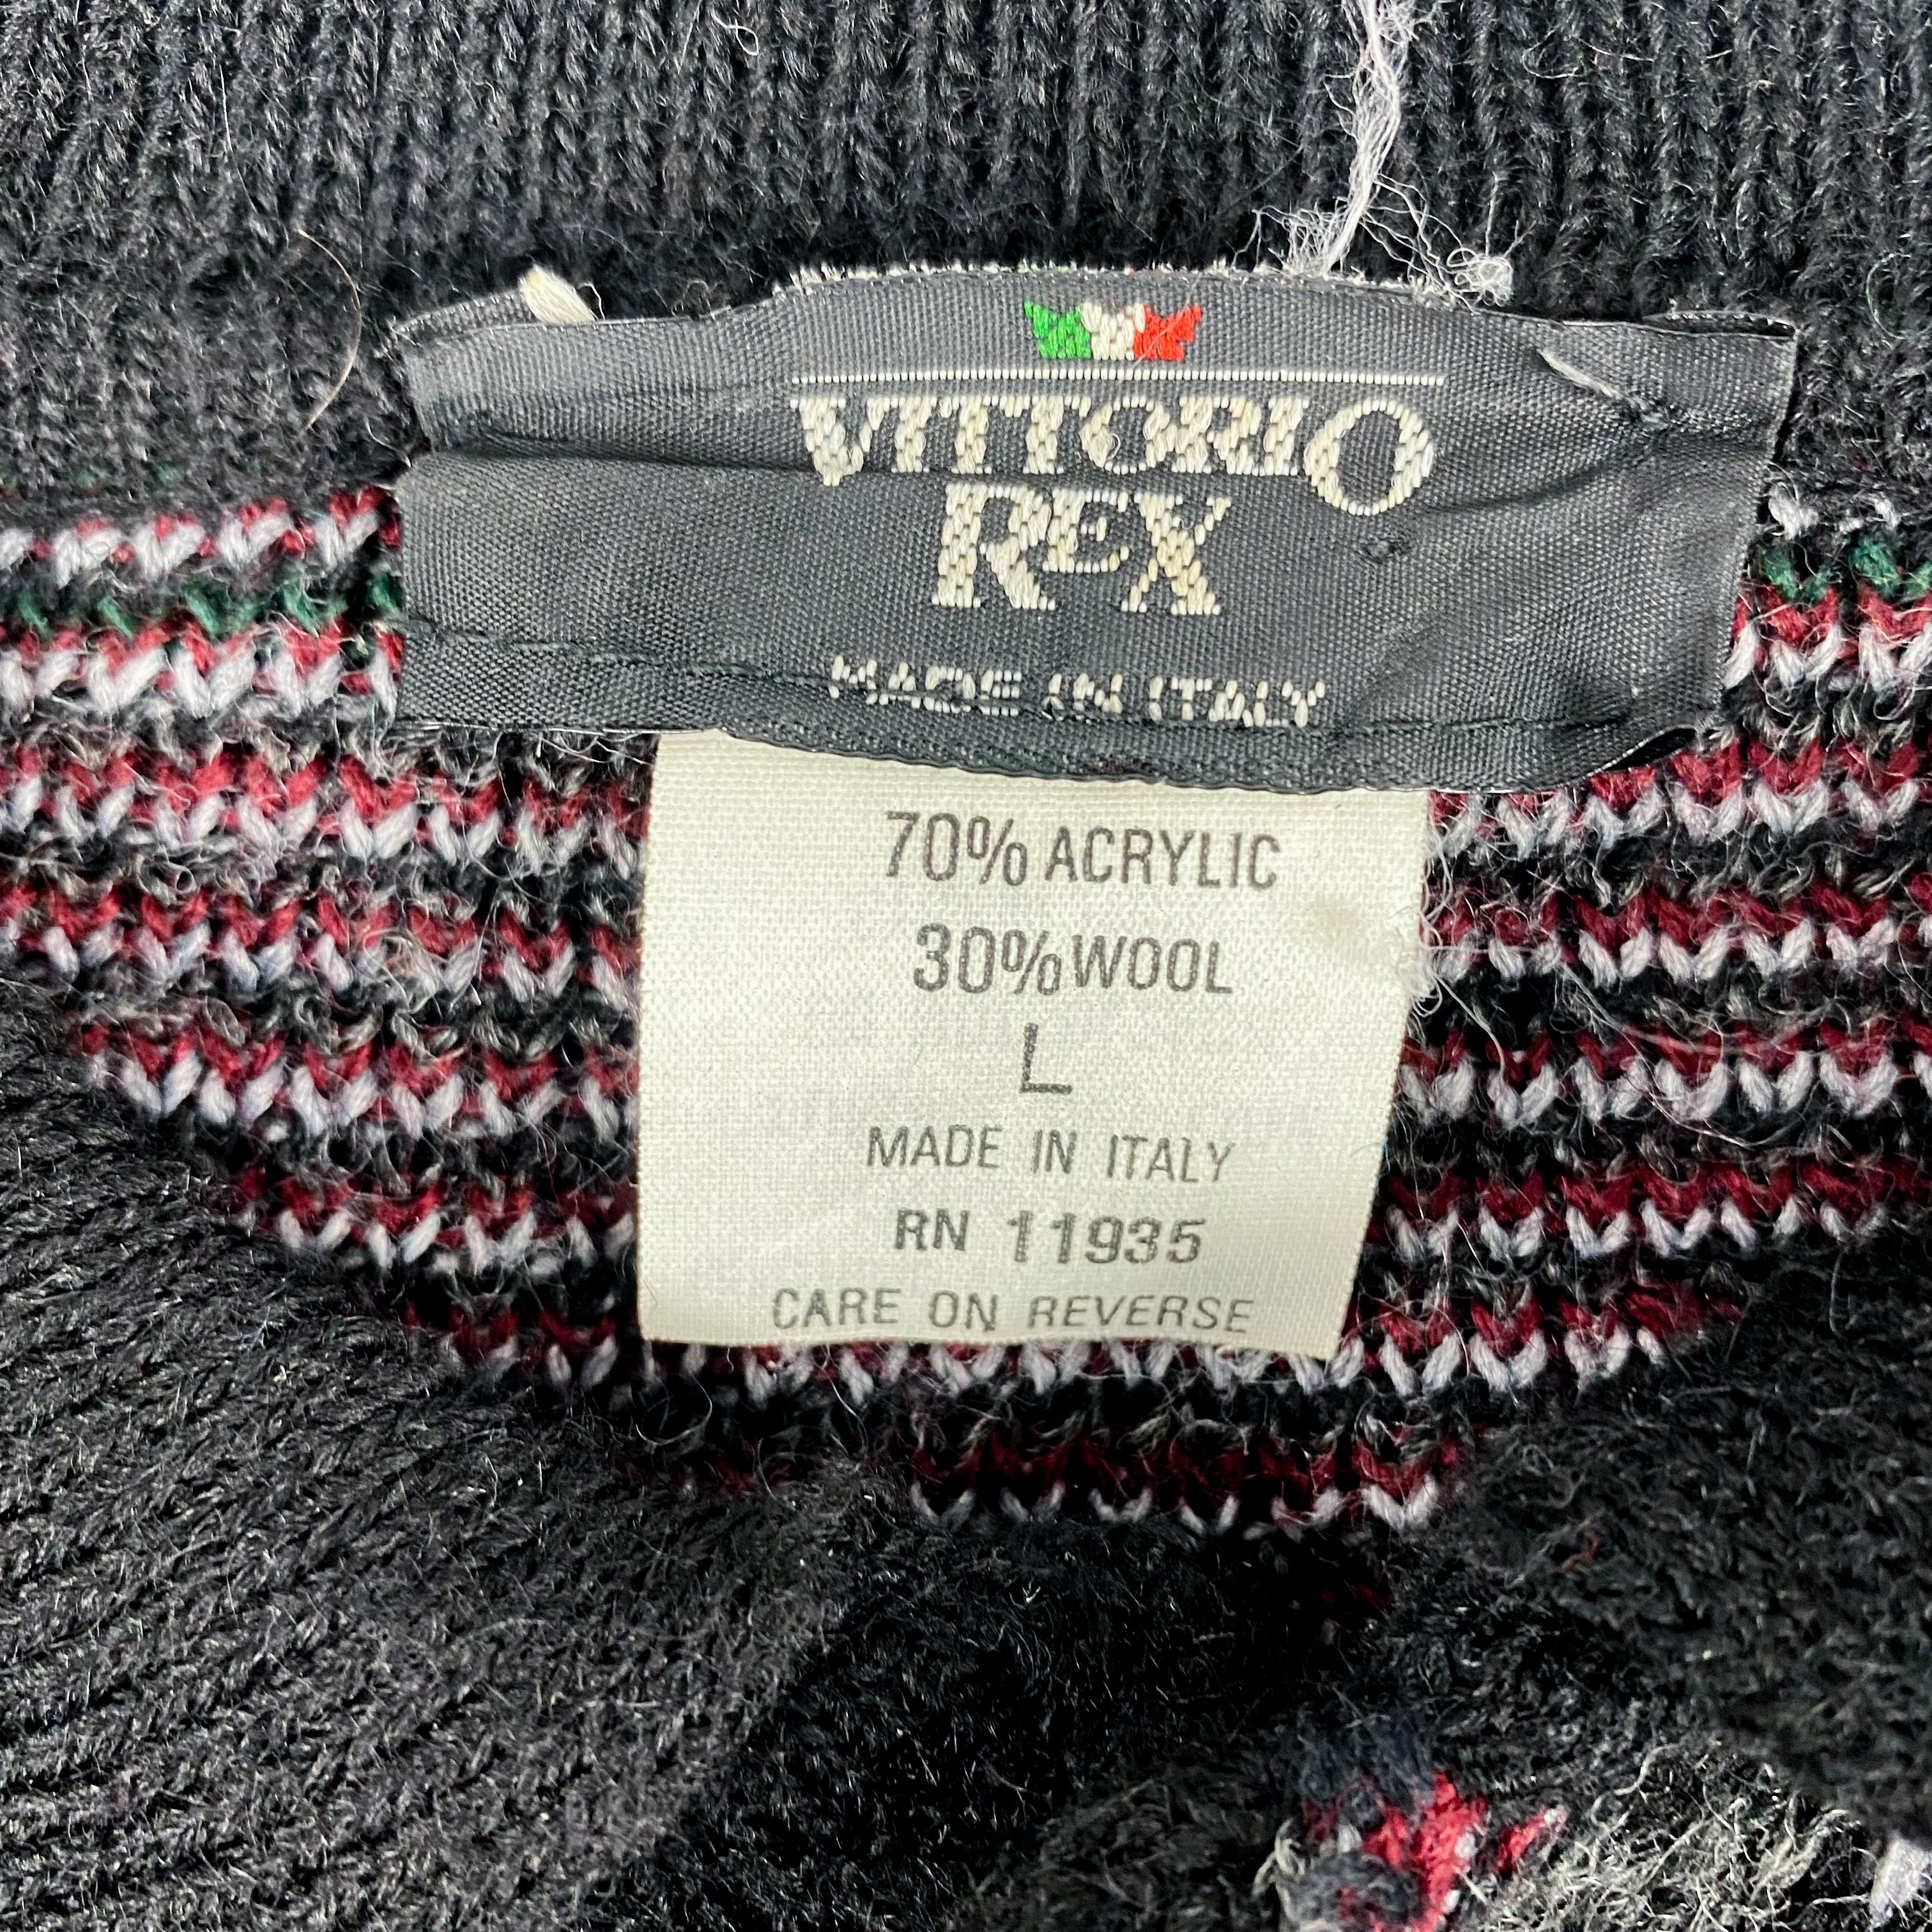 VITTORIO
REX
MADE IN ITALY
70% ACRYLIC
30% WOOL
L
MADE IN ITALY
RN 11935
CARE ON REVERSE